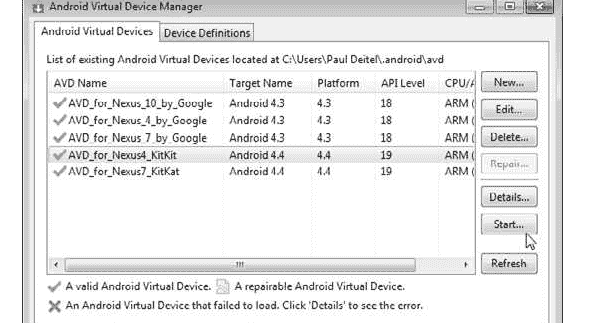 Android Virtual Device Manager
Android Virtual Devices Device Definitions
List of existing Android Virtual Devices located at C:\Users\Paul Deitel\.android\avd
AVD Name Target Name Platform API Level CPU/A New...
AVD_for_Nexus_10_by_Google Android 4.3 4.3 18 ARM (
AVD_for_Nexus_4_by_Google Android 4.3 4.3 18 ARM ( Edit...
AVD_for_Nexus 7_by_Google Android 4.3 4.3 18 ARM ( Delete...
AVD_for_Nexus4_KitKit Android 4.4 4.4 19 ARM ( Repair...
AVD_for_Nexus7_KitKat Android 4.4 4.4 19 ARM (
Details...
Start...
Refresh
A valid Android Virtual Device. A repairable Android Virtual Device.
An Android Virtual Device that failed to load. Click 'Details' to see the error.